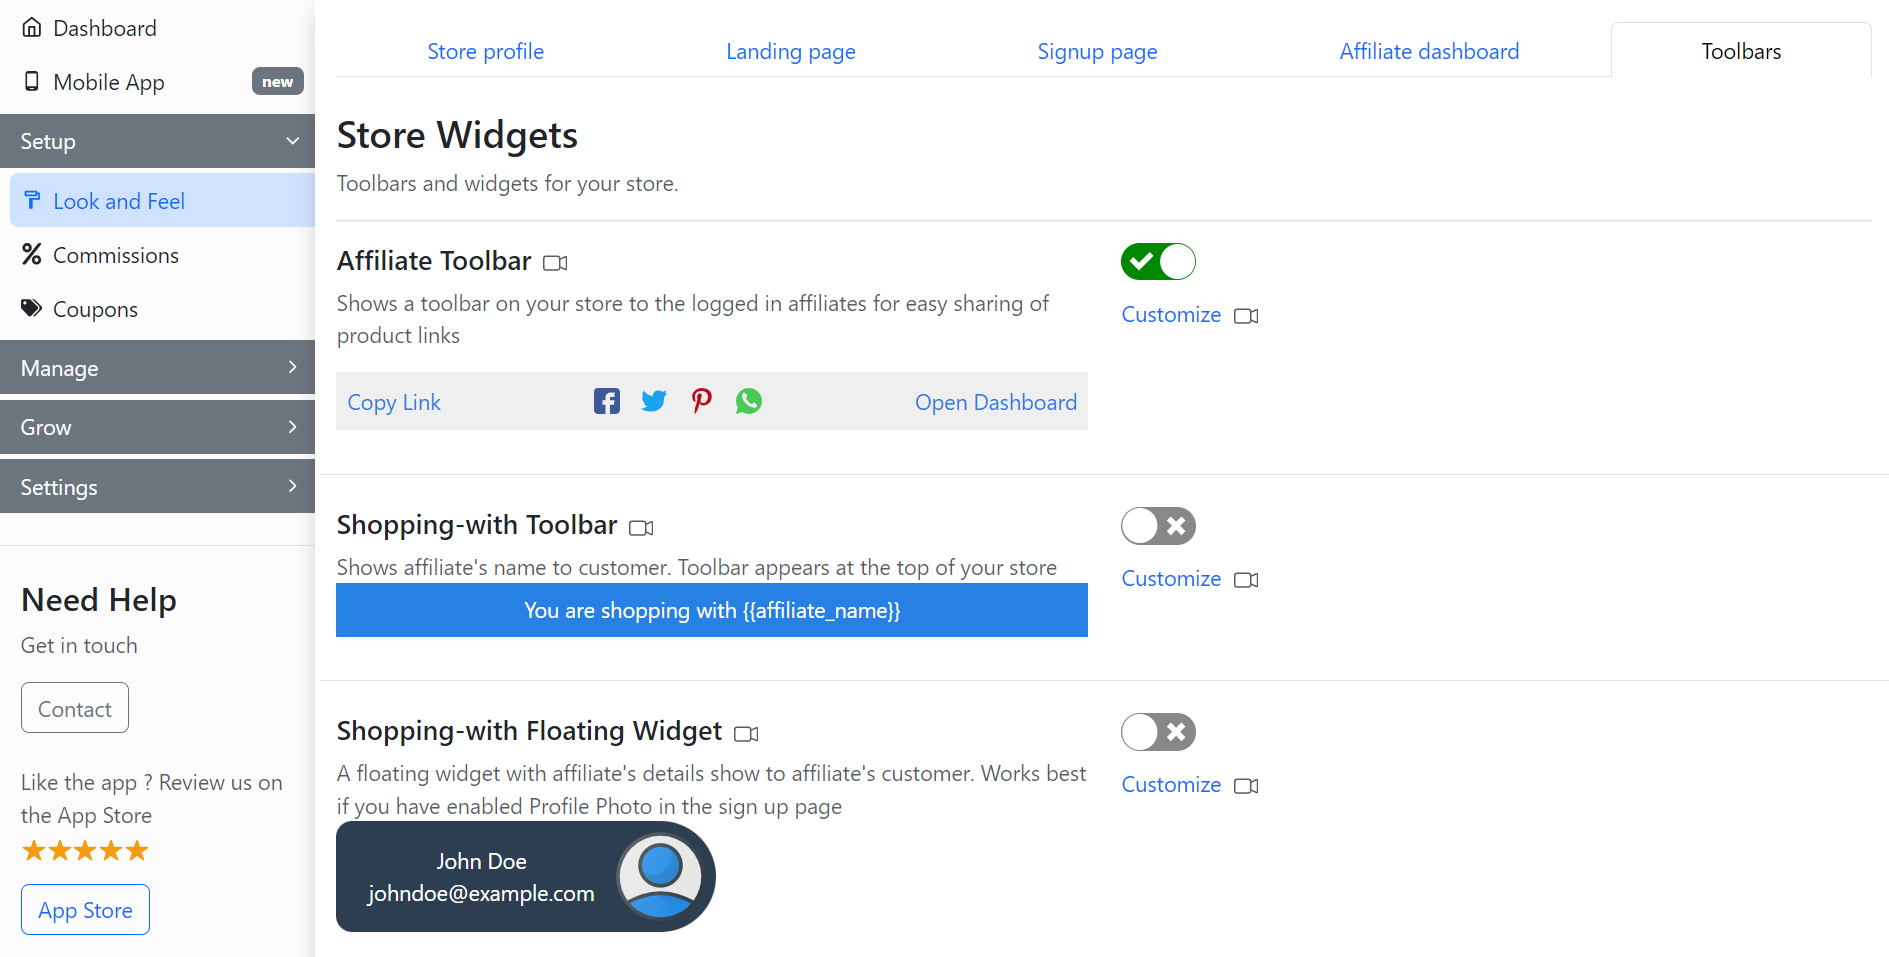 Dashboard
Mobile App
new
Setup
Look and Feel
Commissions
Coupons
Manage
Grow
Settings
Need Help
Get in touch
Contact
Like the app ? Review us on
the App Store
App Store
Store profile
Landing page
Signup page
Affiliate dashboard
Toolbars
Store Widgets
Toolbars and widgets for your store.
Affiliate Toolbar
Shows a toolbar on your store to the logged in affiliates for easy sharing of
product links
Customize
Copy Link
Open Dashboard
Shopping-with Toolbar
Shows affiliate's name to customer. Toolbar appears at the top of your store
Customize
You are shopping with {{affiliate_name}}
Shopping-with Floating Widget
A floating widget with affiliate's details show to affiliate's customer. Works best
if you have enabled Profile Photo in the sign up page
Customize
John Doe
johndoe@example.com